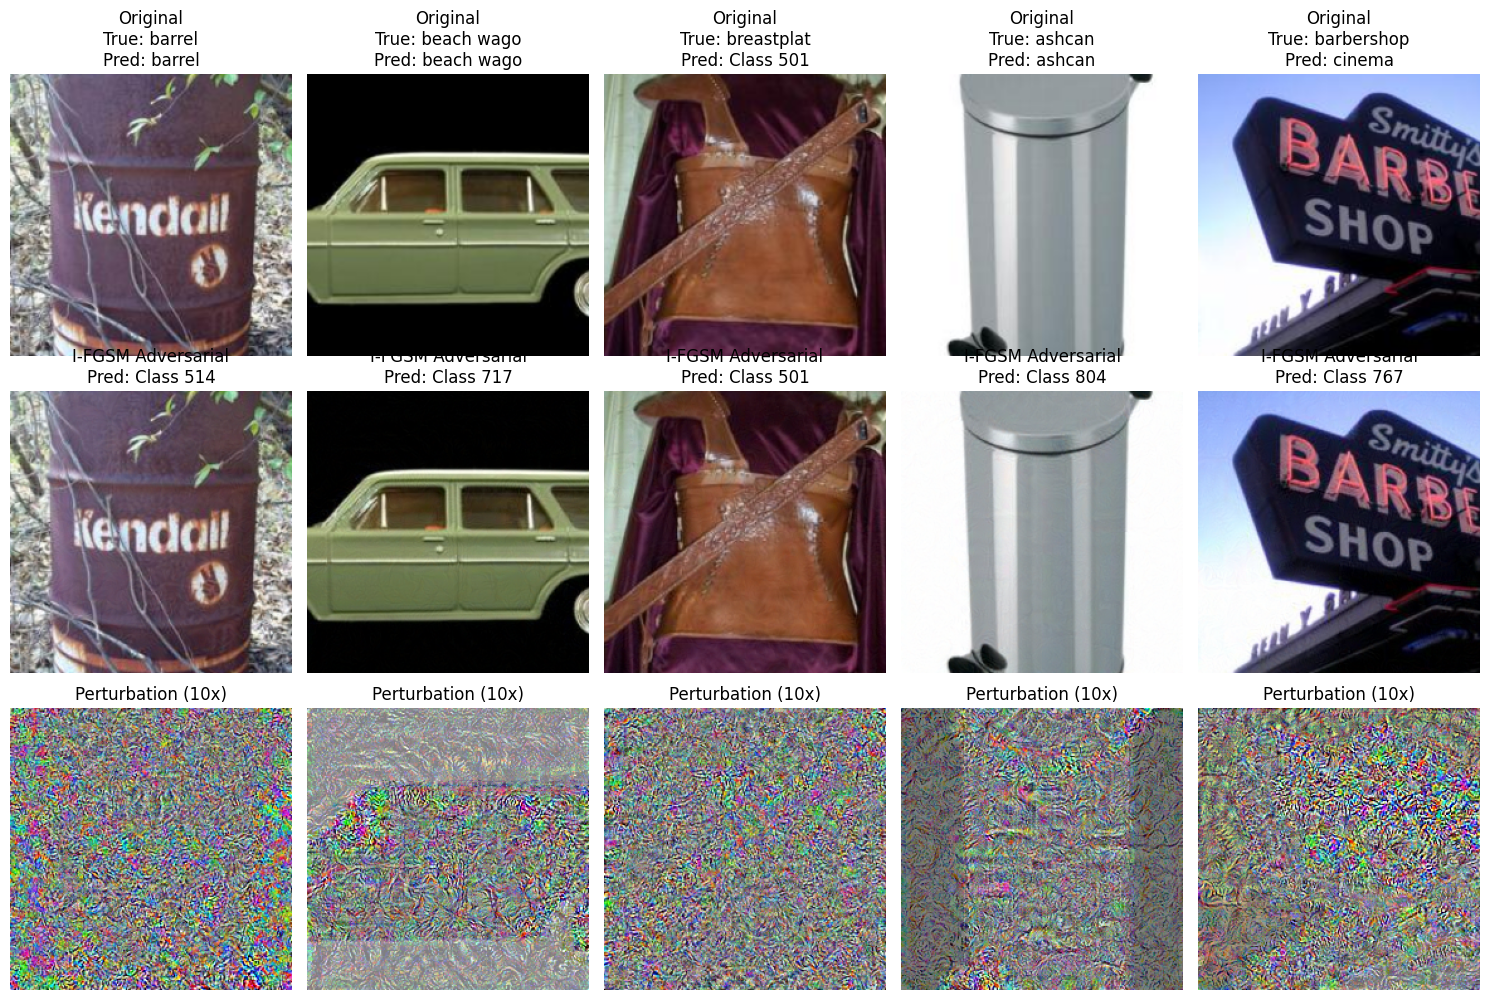 Original
True: barrel
Pred: barrel
Original
True: beach wago
Pred: beach wago
Original
True: breastplat
Pred: Class 501
Original
True: ashcan
Pred: ashcan
Original
True: barbershop
Pred: cinema
Kendall
Smitty's
BARBE
SHOP
I-FGSM Adversarial
Pred: Class 514
I-FGSM Adversarial
Pred: Class 717
I-FGSM Adversarial
Pred: Class 501
I-FGSM Adversarial
Pred: Class 804
I-FGSM Adversarial
Pred: Class 767
Kendall
Smitty's
BARBE
SHOP
Perturbation (10x)
Perturbation (10x)
Perturbation (10x)
Perturbation (10x)
Perturbation (10x)